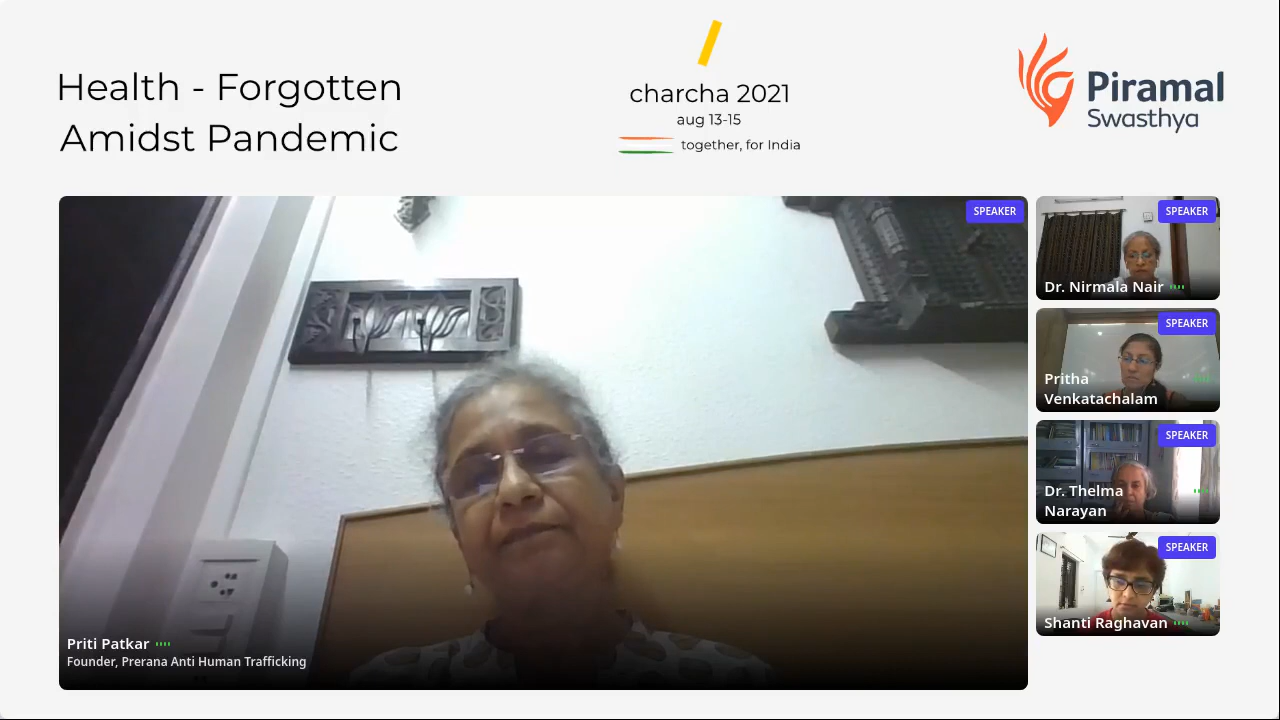 Health - Forgotten
Amidst Pandemic
charcha 2021
aug 13-15
together, for India
Piramal
Swasthya
SPEAKER
Priti Patkar
Founder, Prerana Anti Human Trafficking
SPEAKER
Dr. Nirmala Nair
SPEAKER
Pritha
Venkatachalam
SPEAKER
Dr. Thelma
Narayan
SPEAKER
Shanti Raghavan